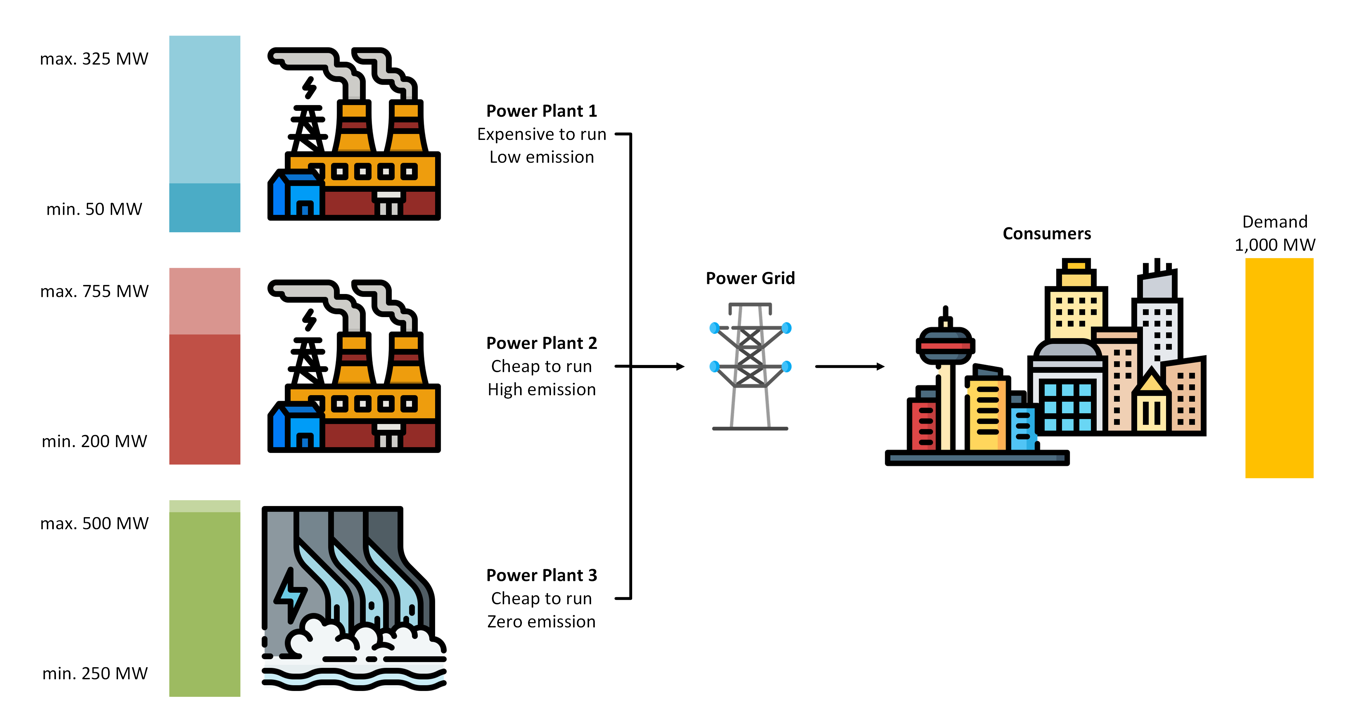 max. 325 MW
min. 50 MW
Power Plant 1
Expensive to run
Low emission
max. 755 MW
min. 200 MW
Power Plant 2
Cheap to run
High emission
max. 500 MW
min. 250 MW
Power Plant 3
Cheap to run
Zero emission
Power Grid
Consumers
Demand
1,000 MW